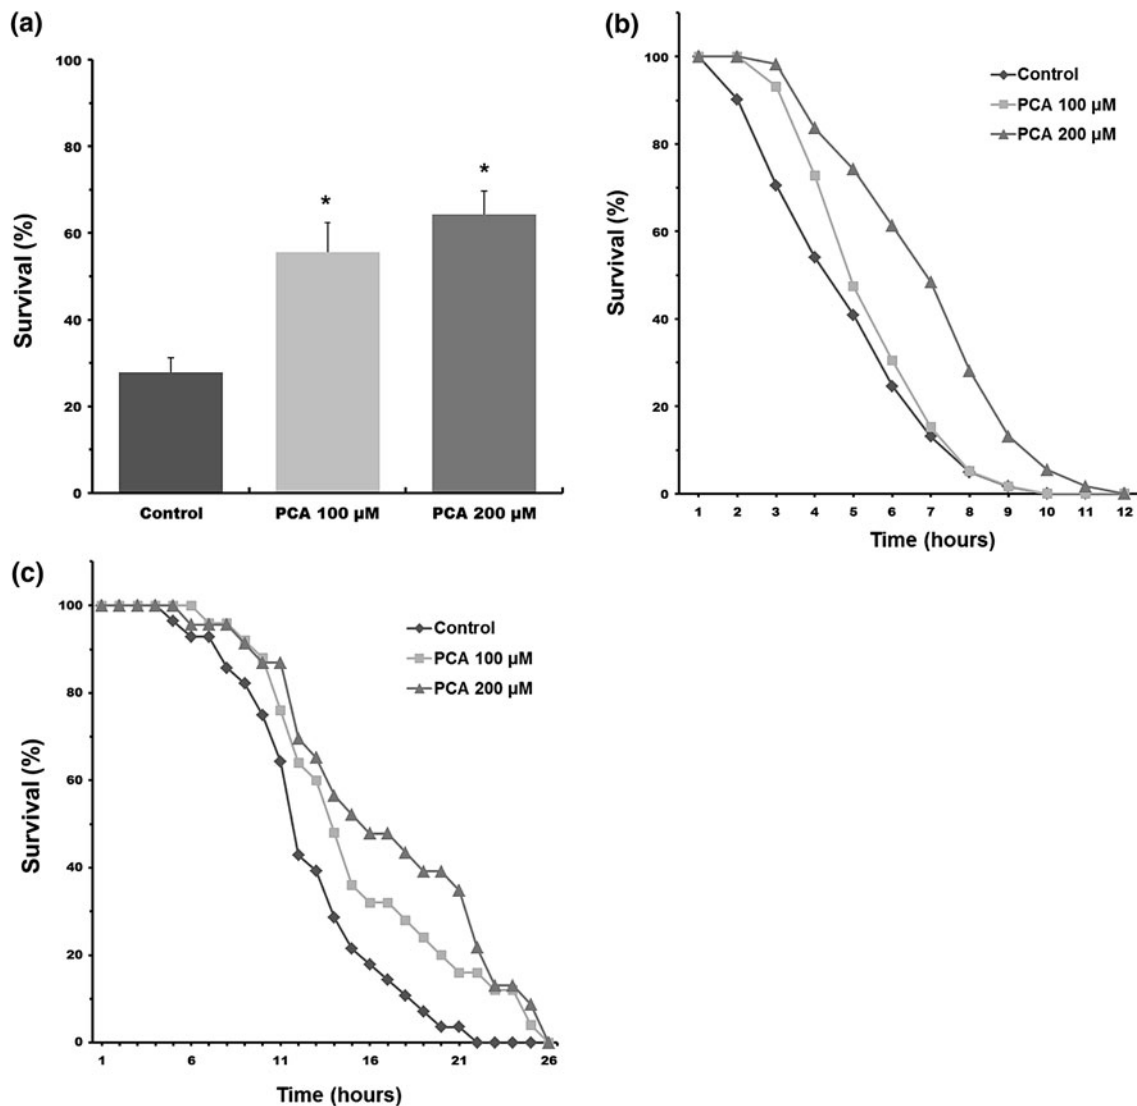 (a)
100
80
60
40
20
0
Survival (%)
*
*
Control
PCA 100 µM
PCA 200 µM
(b)
100
80
60
40
20
0
Survival (%)
Control
PCA 100 µM
PCA 200 µM
1 2 3 4 5 6 7 8 9 10 11 12
Time (hours)
(c)
100
80
60
40
20
0
Survival (%)
Control
PCA 100 µM
PCA 200 µM
1 6 11 16 21 26
Time (hours)